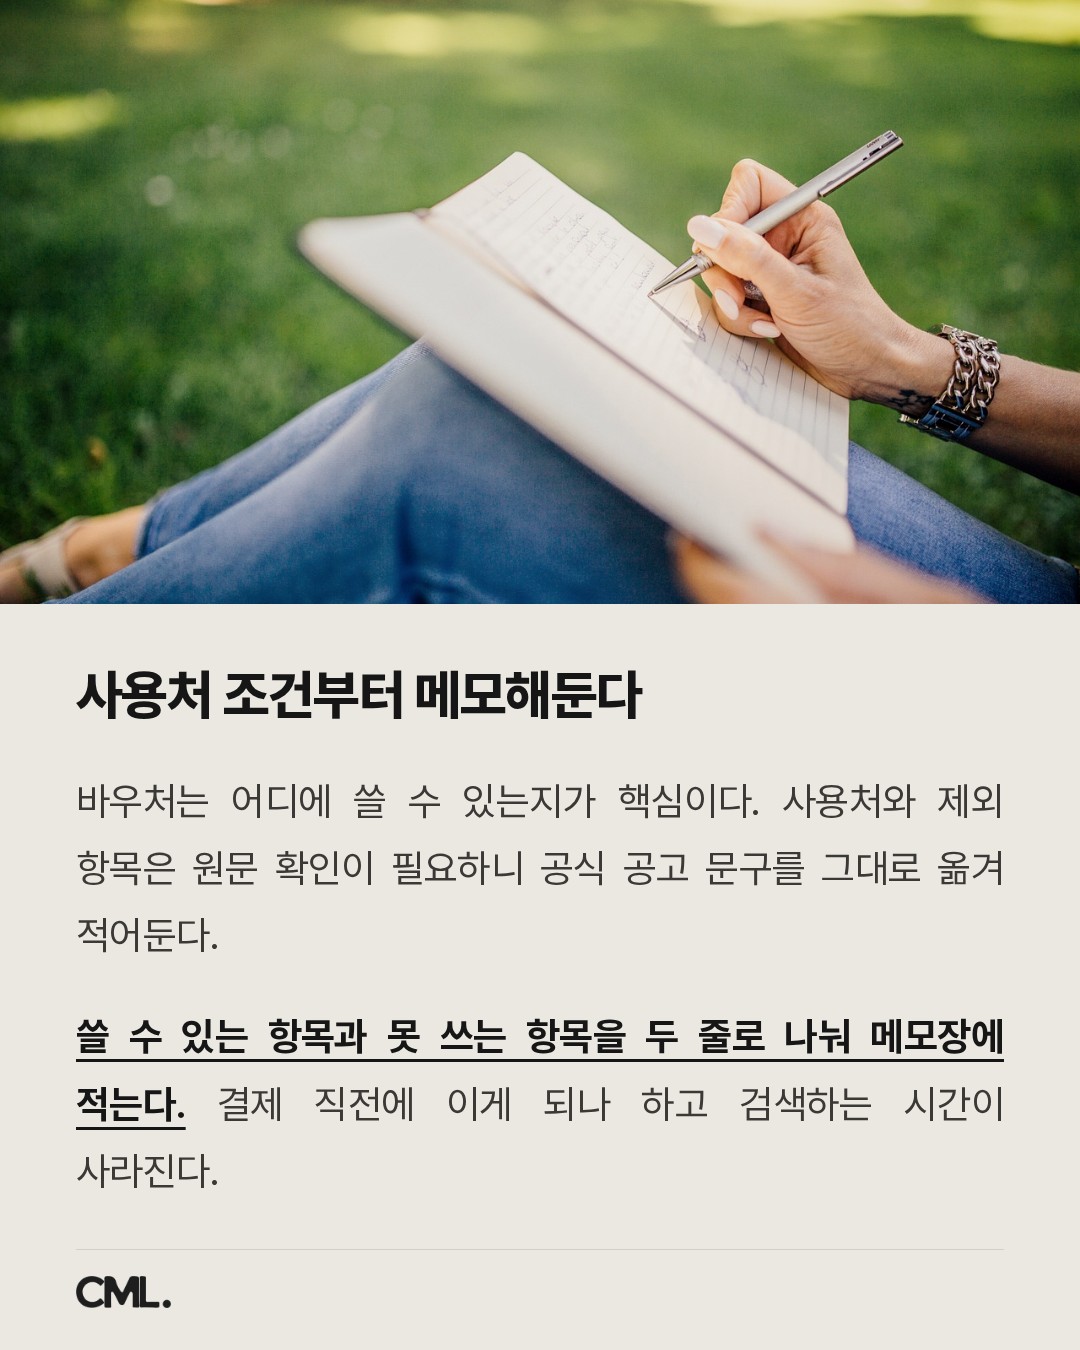 사용처 조건부터 메모해둔다
바우처는 어디에 쓸 수 있는지가 핵심이다. 사용처와 제외
항목은 원문 확인이 필요하니 공식 공고 문구를 그대로 옮겨
적어둔다.
쓸 수 있는 항목과 못 쓰는 항목을 두 줄로 나눠 메모장에
적는다. 결제 직전에 이게 되나 하고 검색하는 시간이
사라진다.
CML.